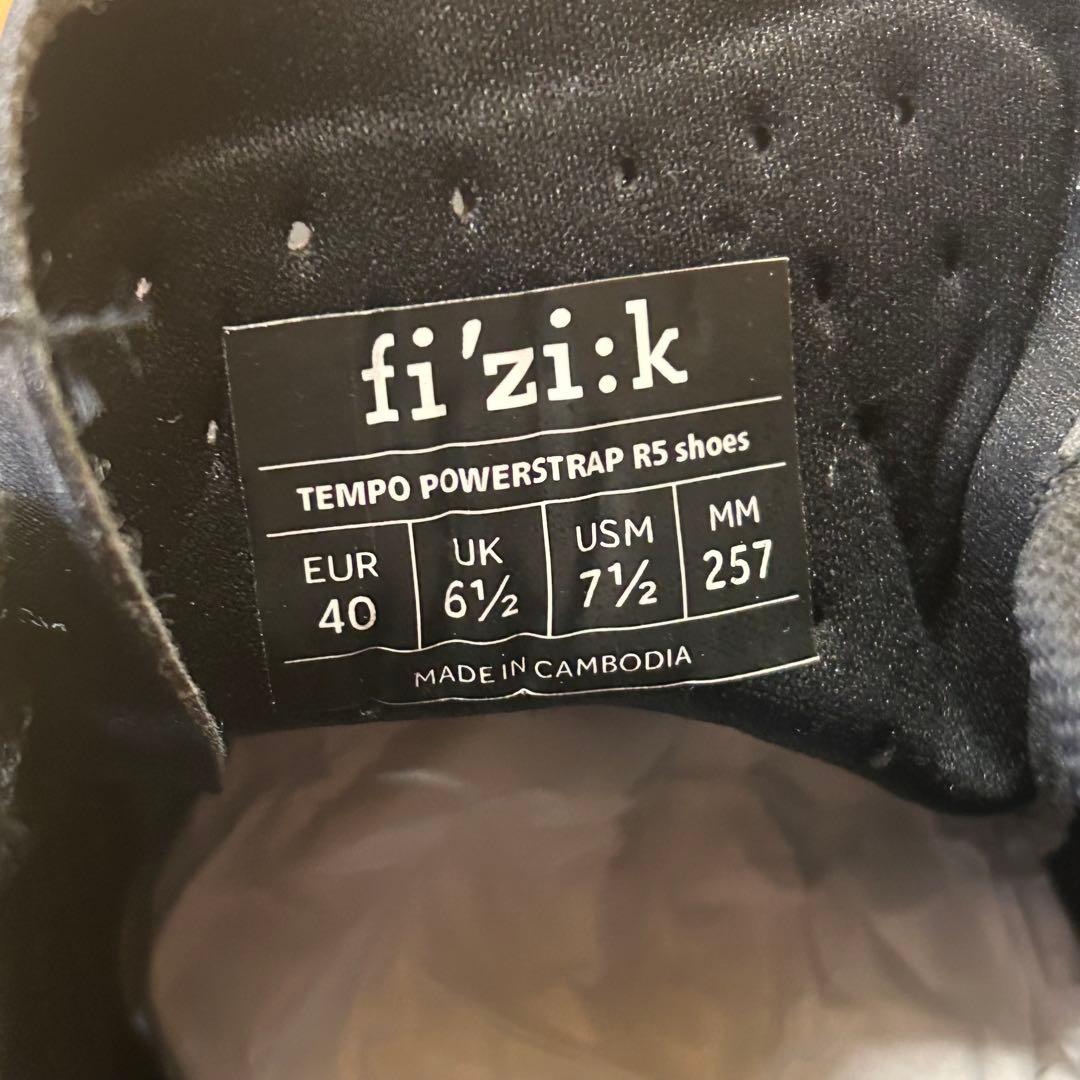 fi'zi:k
TEMPO POWERSTRAP R5 shoes
EUR UK USM MM
40 6½ 7½ 257
MADE IN CAMBODIA